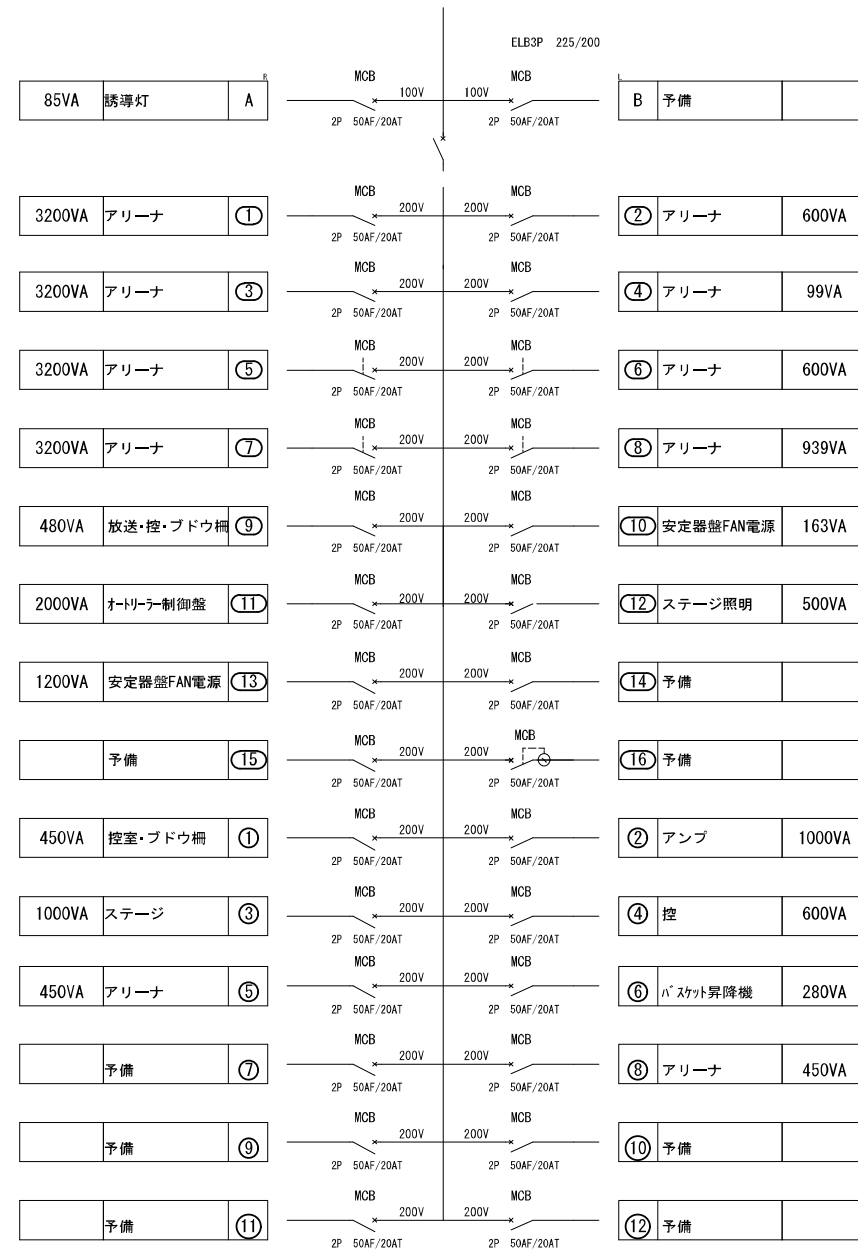 ELB3P 225/200
R MCB MCB L
85VA 誘導灯 A 100V 100V B 予備
2P 50AF/20AT 2P 50AF/20AT
MCB MCB
3200VA アリーナ 1 200V 200V 2 アリーナ 600VA
2P 50AF/20AT 2P 50AF/20AT
MCB MCB
3200VA アリーナ 3 200V 200V 4 アリーナ 99VA
2P 50AF/20AT 2P 50AF/20AT
MCB MCB
3200VA アリーナ 5 200V 200V 6 アリーナ 600VA
2P 50AF/20AT 2P 50AF/20AT
MCB MCB
3200VA アリーナ 7 200V 200V 8 アリーナ 939VA
2P 50AF/20AT 2P 50AF/20AT
MCB MCB
480VA 放送・控・ブドウ柵 9 200V 200V 10 安定器盤FAN電源 163VA
2P 50AF/20AT 2P 50AF/20AT
MCB MCB
2000VA オートリーラー制御盤 11 200V 200V 12 ステージ照明 500VA
2P 50AF/20AT 2P 50AF/20AT
MCB MCB
1200VA 安定器盤FAN電源 13 200V 200V 14 予備
2P 50AF/20AT 2P 50AF/20AT
MCB MCB
予備 15 200V 200V 16 予備
2P 50AF/20AT 2P 50AF/20AT
MCB MCB
450VA 控室・ブドウ柵 ① 200V 200V ② アンプ 1000VA
2P 50AF/20AT 2P 50AF/20AT
MCB MCB
1000VA ステージ ③ 200V 200V ④ 控 600VA
2P 50AF/20AT 2P 50AF/20AT
MCB MCB
450VA アリーナ ⑤ 200V 200V ⑥ バスケット昇降機 280VA
2P 50AF/20AT 2P 50AF/20AT
MCB MCB
予備 ⑦ 200V 200V ⑧ アリーナ 450VA
2P 50AF/20AT 2P 50AF/20AT
MCB MCB
予備 ⑨ 200V 200V ⑩ 予備
2P 50AF/20AT 2P 50AF/20AT
MCB MCB
予備 ⑪ 200V 200V ⑫ 予備
2P 50AF/20AT 2P 50AF/20AT